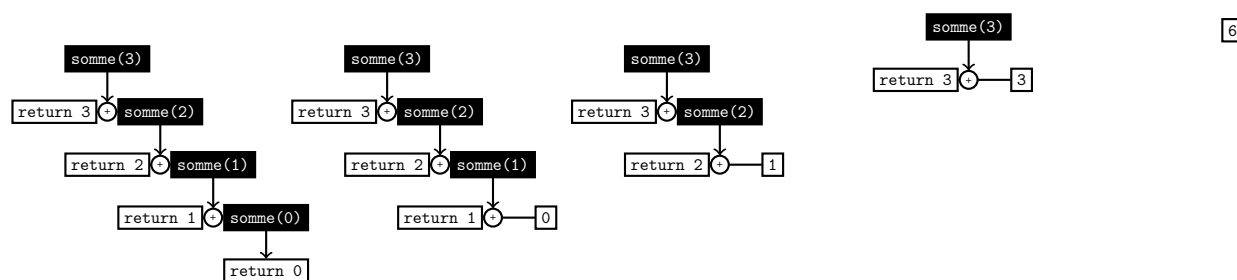 somme(3)
return 3 + somme(2)
return 2 + somme(1)
return 1 + somme(0)
return 0
somme(3)
return 3 + somme(2)
return 2 + somme(1)
return 1 + 0
somme(3)
return 3 + somme(2)
return 2 + 1
somme(3)
return 3 + 3
6